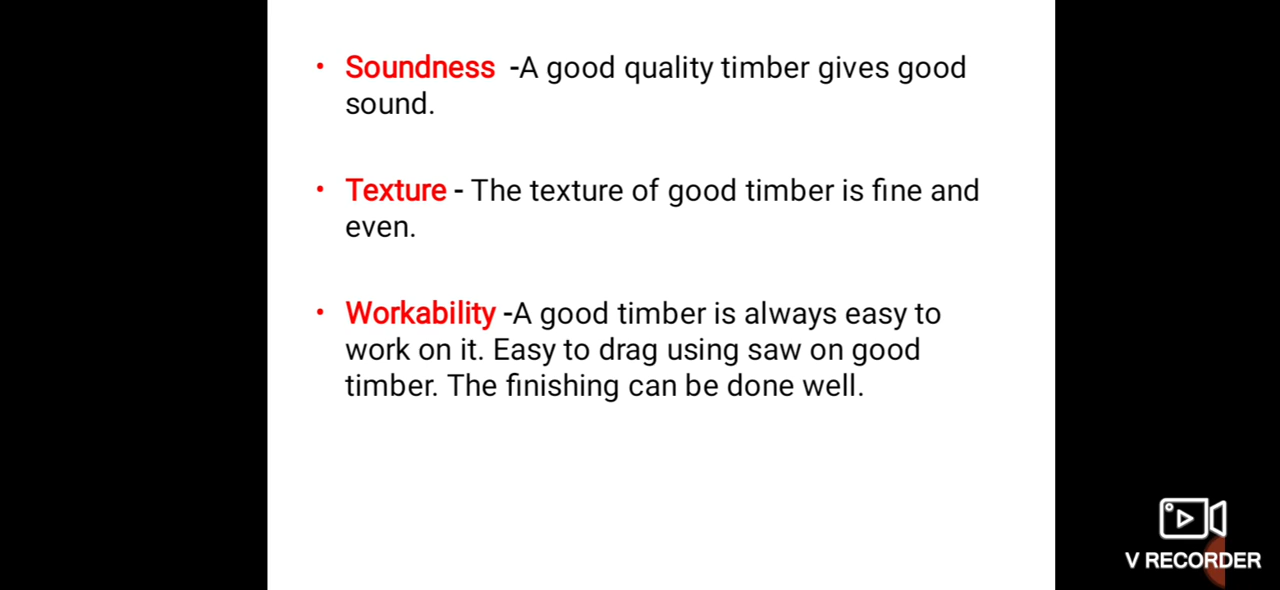 • Soundness -A good quality timber gives good
sound.
• Texture - The texture of good timber is fine and
even.
• Workability -A good timber is always easy to
work on it. Easy to drag using saw on good
timber. The finishing can be done well.
V RECORDER